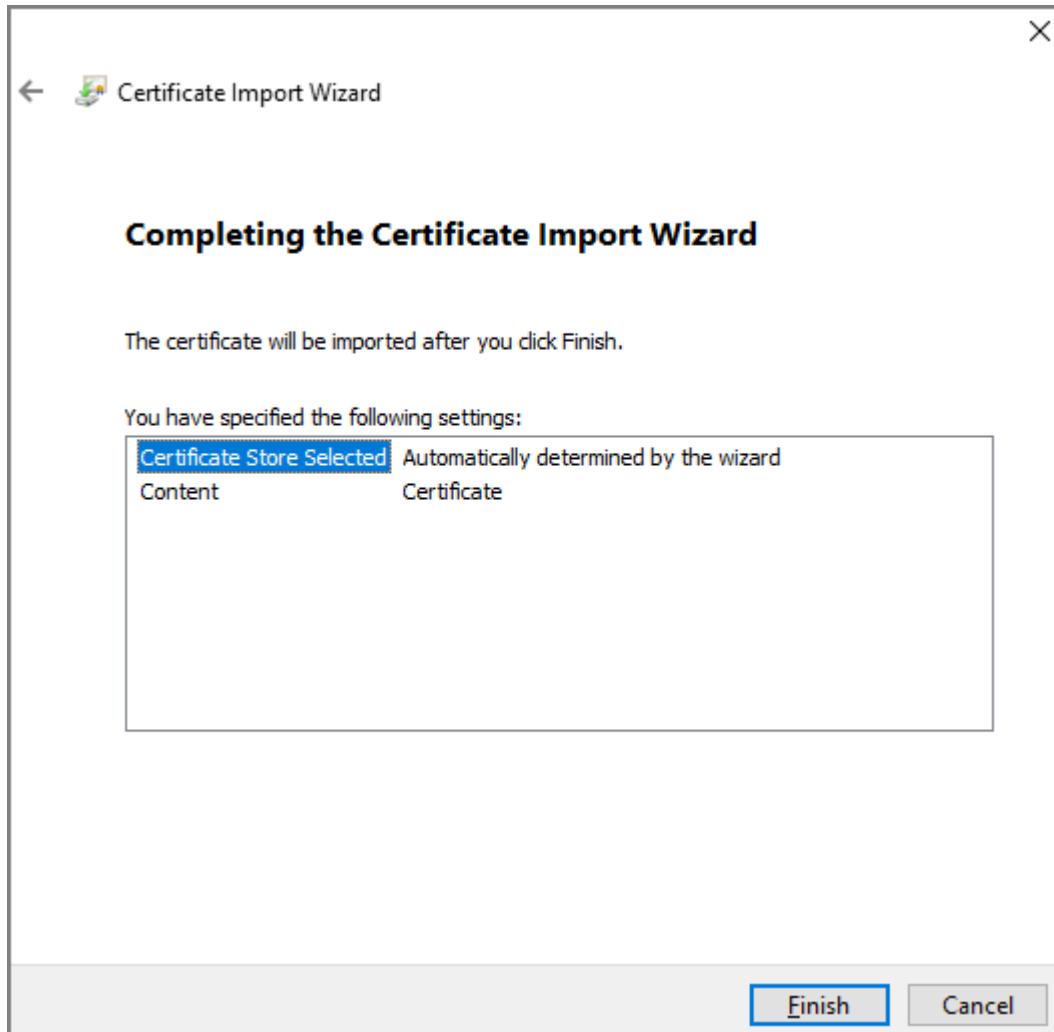 Certificate Import Wizard
Completing the Certificate Import Wizard
The certificate will be imported after you click Finish.
You have specified the following settings:
Certificate Store Selected Automatically determined by the wizard
Content Certificate
Finish Cancel